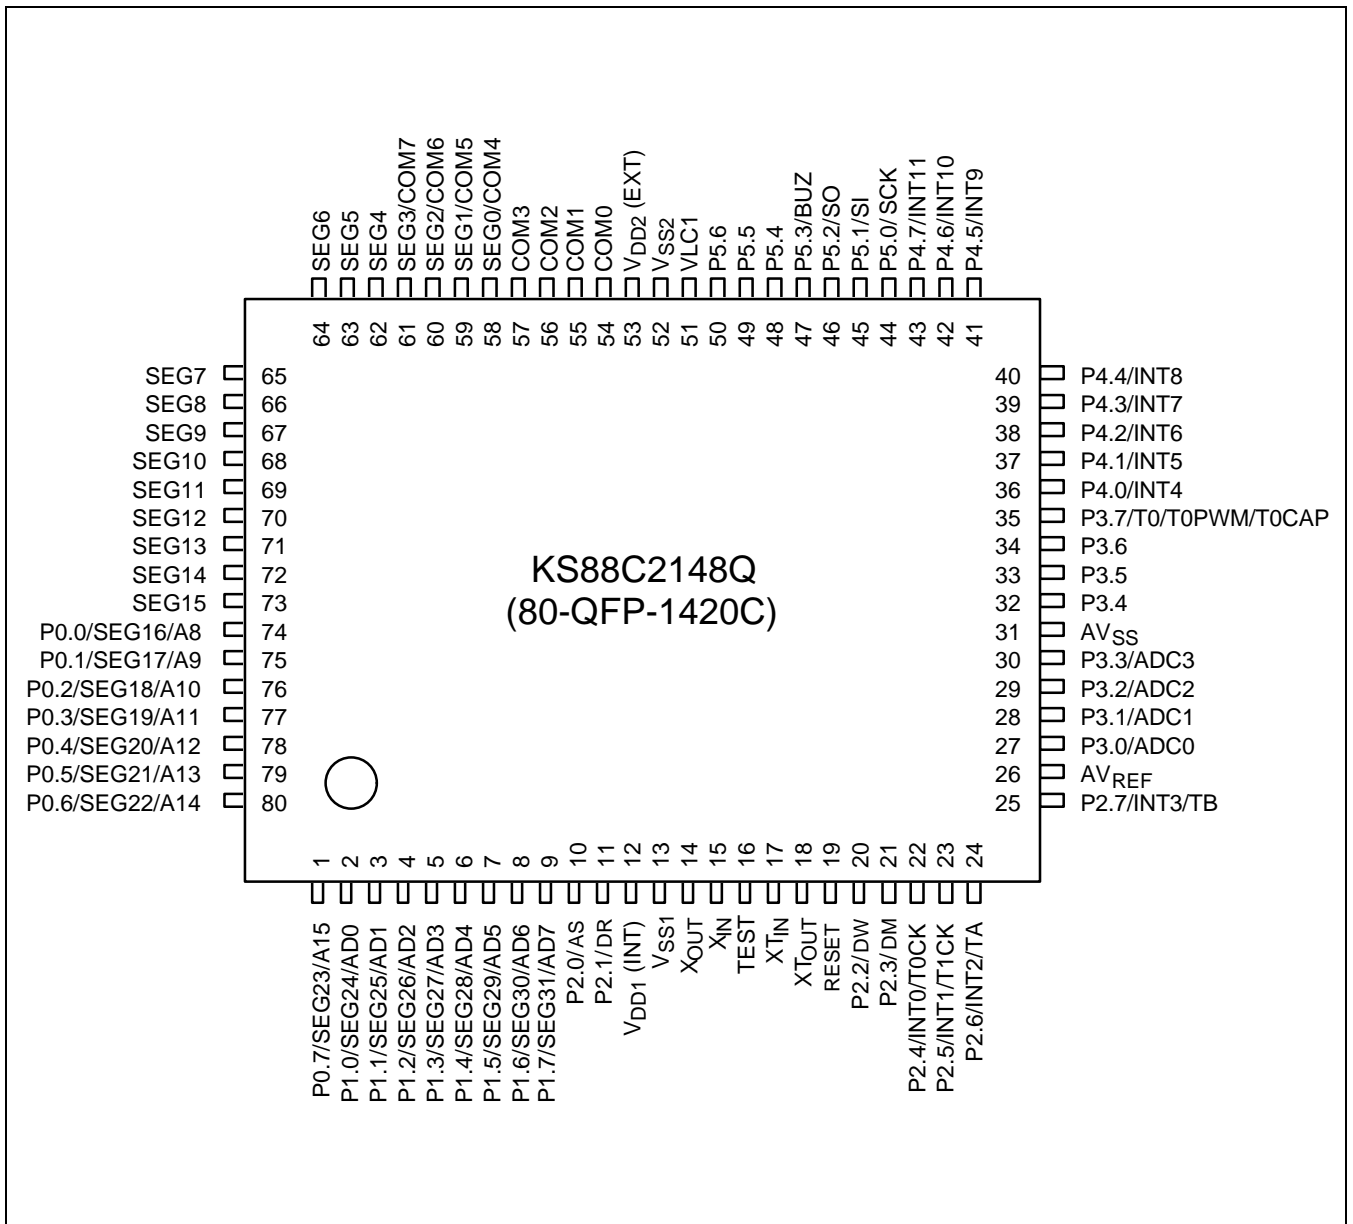 SEG6
SEG5
SEG4
SEG3/COM7
SEG2/COM6
SEG1/COM5
SEG0/COM4
COM3
COM2
COM1
COM0
VDD2 (EXT)
VSS2
VLC1
P5.6
P5.5
P5.4
P5.3/BUZ
P5.2/SO
P5.1/SI
P5.0/ SCK
P4.7/INT11
P4.6/INT10
P4.5/INT9
64
63
62
61
60
59
58
57
56
55
54
53
52
51
50
49
48
47
46
45
44
43
42
41
SEG7 65
SEG8 66
SEG9 67
SEG10 68
SEG11 69
SEG12 70
SEG13 71
SEG14 72
SEG15 73
P0.0/SEG16/A8 74
P0.1/SEG17/A9 75
P0.2/SEG18/A10 76
P0.3/SEG19/A11 77
P0.4/SEG20/A12 78
P0.5/SEG21/A13 79
P0.6/SEG22/A14 80
KS88C2148Q
(80-QFP-1420C)
40 P4.4/INT8
39 P4.3/INT7
38 P4.2/INT6
37 P4.1/INT5
36 P4.0/INT4
35 P3.7/T0/T0PWM/T0CAP
34 P3.6
33 P3.5
32 P3.4
31 AVSS
30 P3.3/ADC3
29 P3.2/ADC2
28 P3.1/ADC1
27 P3.0/ADC0
26 AVREF
25 P2.7/INT3/TB
1
2
3
4
5
6
7
8
9
10
11
12
13
14
15
16
17
18
19
20
21
22
23
24
P0.7/SEG23/A15
P1.0/SEG24/AD0
P1.1/SEG25/AD1
P1.2/SEG26/AD2
P1.3/SEG27/AD3
P1.4/SEG28/AD4
P1.5/SEG29/AD5
P1.6/SEG30/AD6
P1.7/SEG31/AD7
P2.0/AS
P2.1/DR
VDD1 (INT)
VSS1
XOUT
XIN
TEST
XTIN
XTOUT
RESET
P2.2/DW
P2.3/DM
P2.4/INT0/T0CK
P2.5/INT1/T1CK
P2.6/INT2/TA